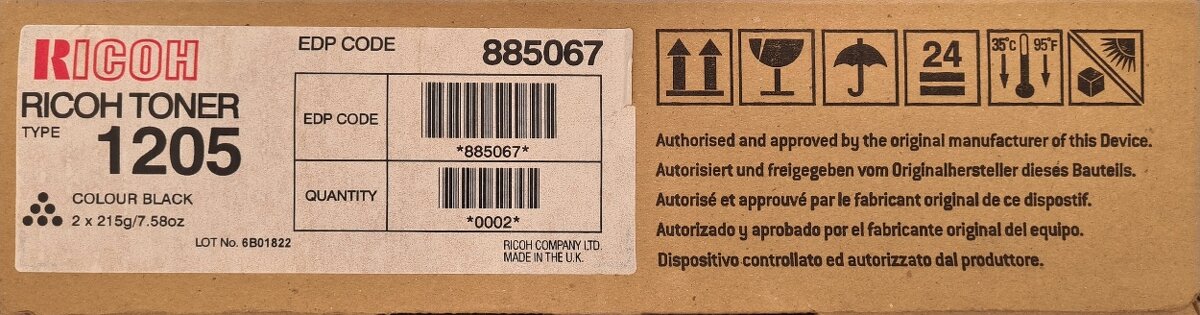 RICOH
RICOH TONER
TYPE 1205
COLOUR BLACK
2 x 215g/7.58oz
LOT No. 6B01822
EDP CODE 885067
EDP CODE
*885067*
QUANTITY
*0002*
RICOH COMPANY LTD.
MADE IN THE U.K.
24
35°C 95°F
Authorised and approved by the original manufacturer of this Device.
Autorisiert und freigegeben vom Originalhersteller dieses Bauteils.
Autorisé et approuvé par le fabricant original de ce dispostif.
Autorizado y aprobado por el fabricante original del equipo.
Dispositivo controllato ed autorizzato dal produttore.